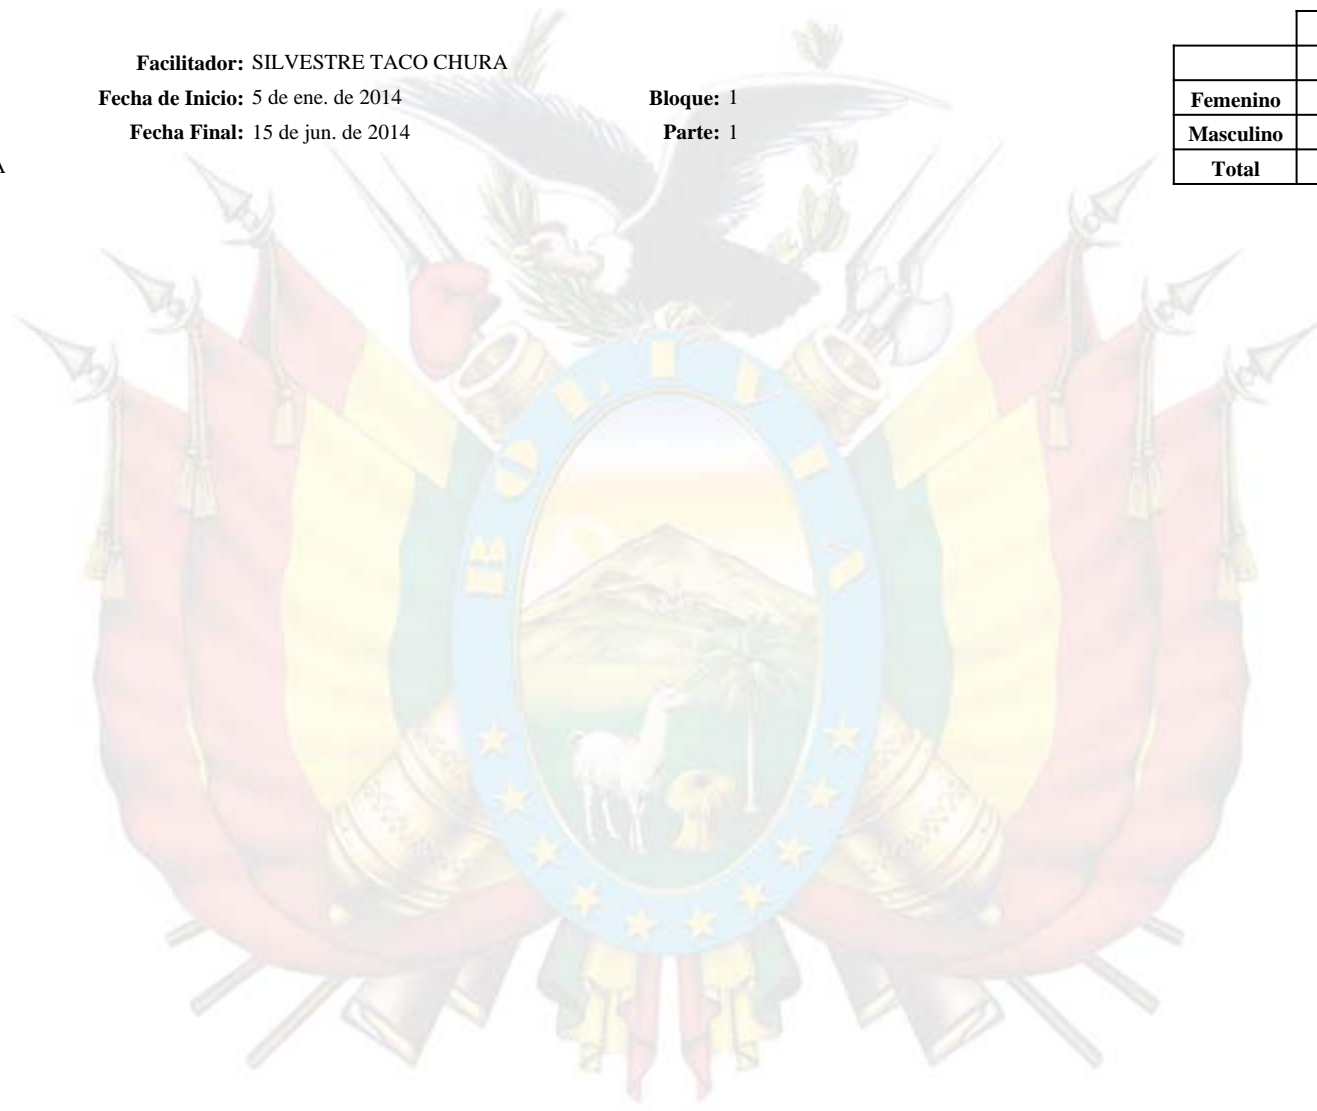 Facilitador: SILVESTRE TACO CHURA
Fecha de Inicio: 5 de ene. de 2014 Bloque: 1
Fecha Final: 15 de jun. de 2014 Parte: 1
A
Femenino
Masculino
Total
BOLIVIA